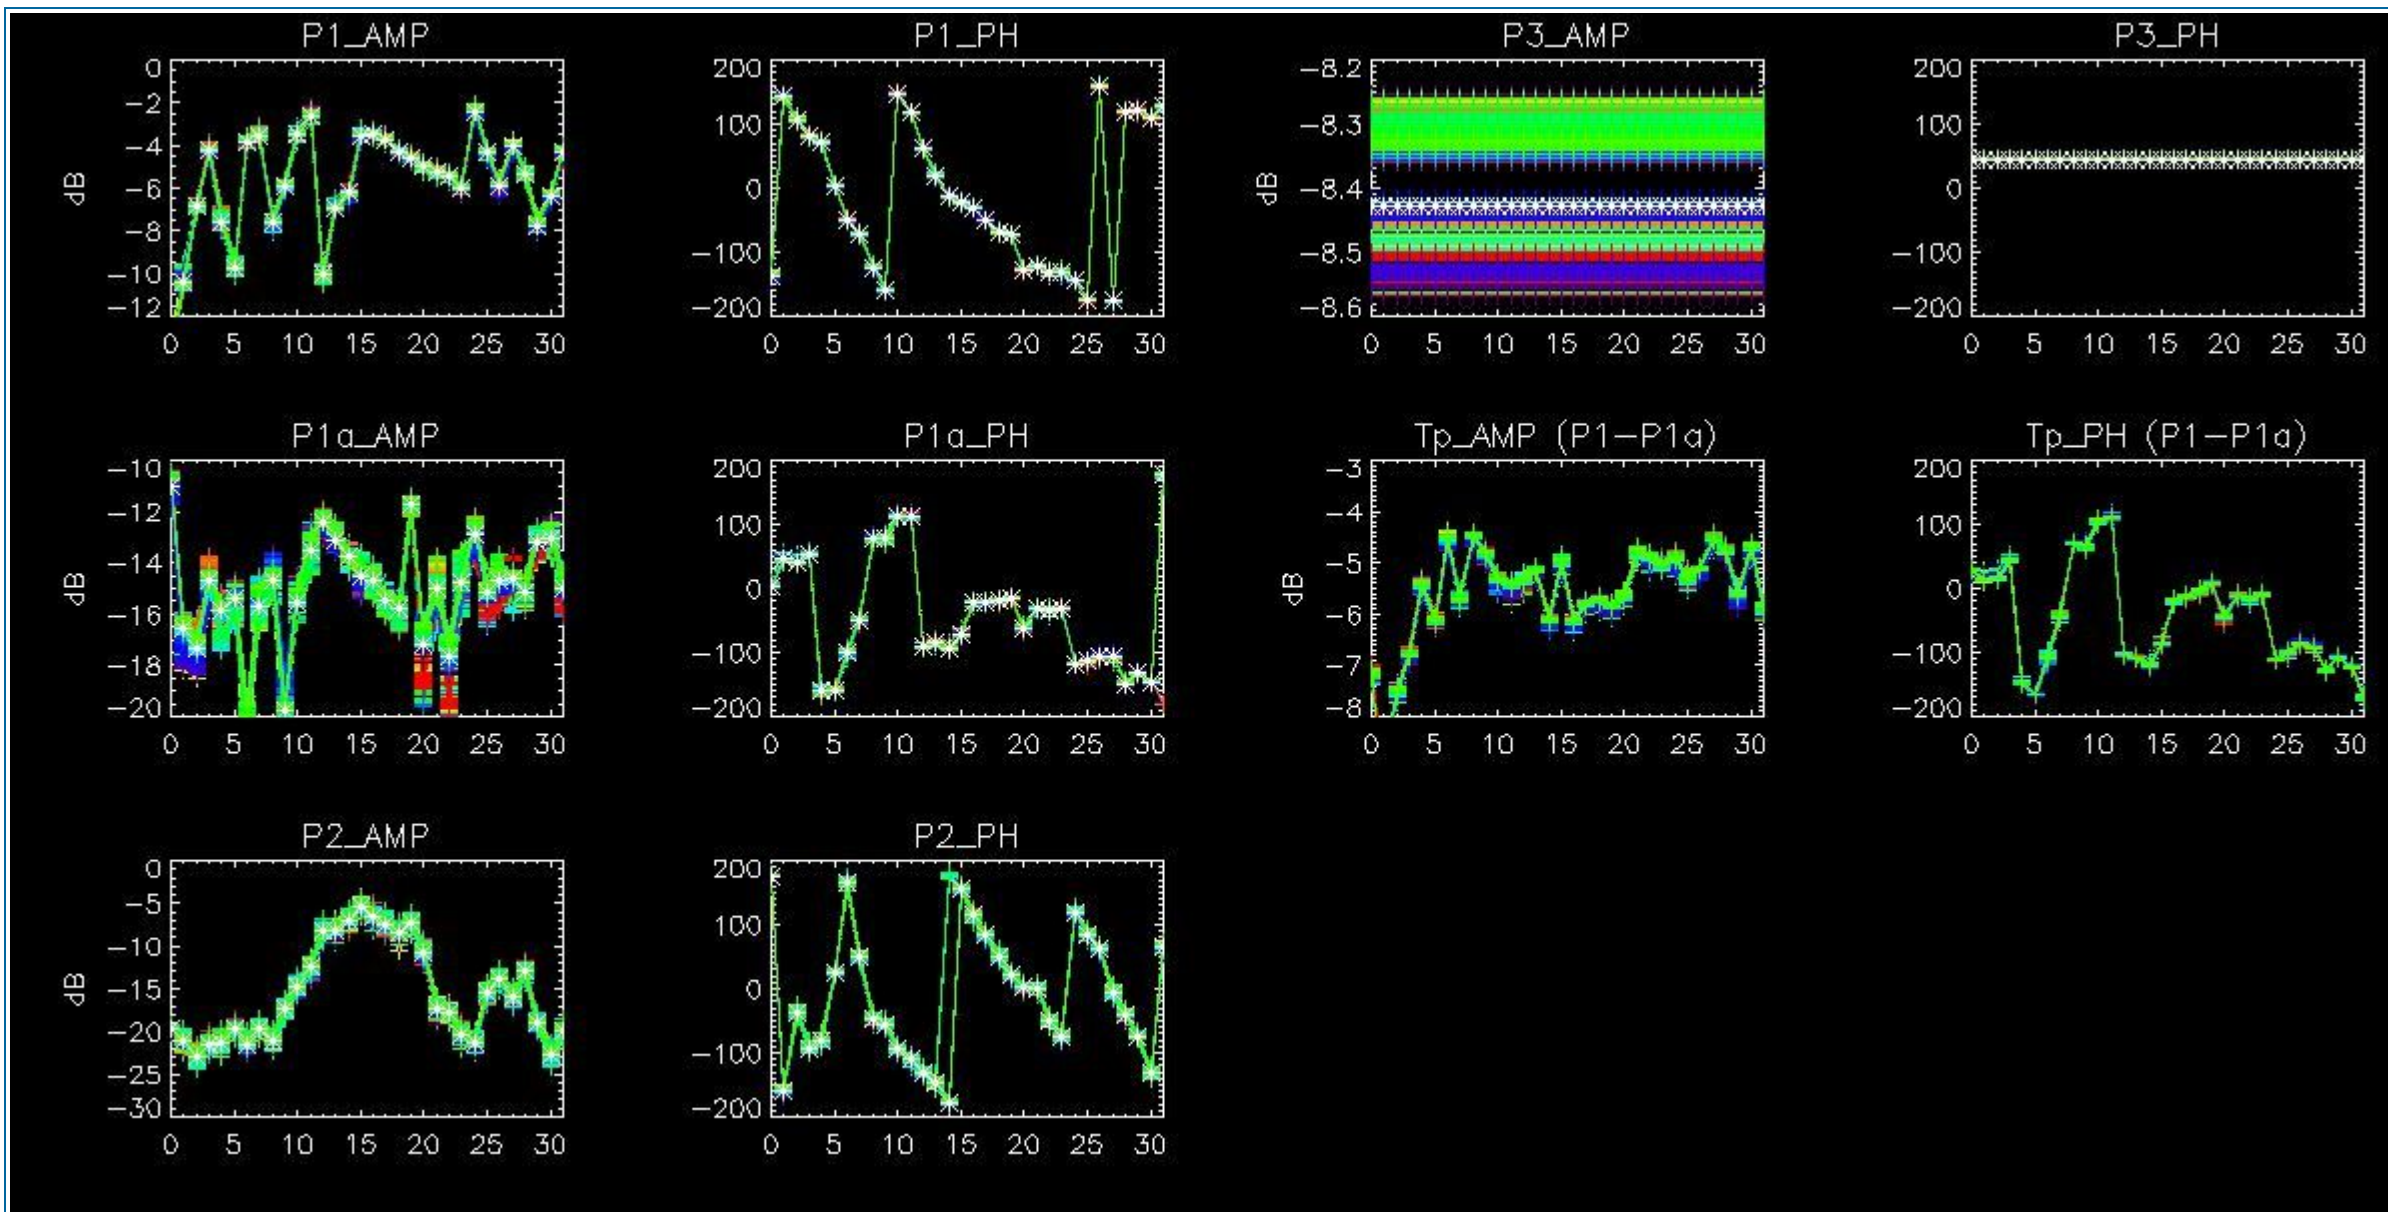 P1_AMP
P1_PH
P3_AMP
P3_PH
0
−2
−4
−6
−8
−10
−12
dB
0 5 10 15 20 25 30
200
100
0
−100
−200
0 5 10 15 20 25 30
−8.2
−8.3
−8.4
−8.5
−8.6
dB
0 5 10 15 20 25 30
200
100
0
−100
−200
0 5 10 15 20 25 30
P1a_AMP
P1a_PH
Tp_AMP (P1−P1a)
Tp_PH (P1−P1a)
−10
−12
−14
−16
−18
−20
dB
0 5 10 15 20 25 30
200
100
0
−100
−200
0 5 10 15 20 25 30
−3
−4
−5
−6
−7
−8
dB
0 5 10 15 20 25 30
200
100
0
−100
−200
0 5 10 15 20 25 30
P2_AMP
P2_PH
0
−5
−10
−15
−20
−25
−30
dB
0 5 10 15 20 25 30
200
100
0
−100
−200
0 5 10 15 20 25 30